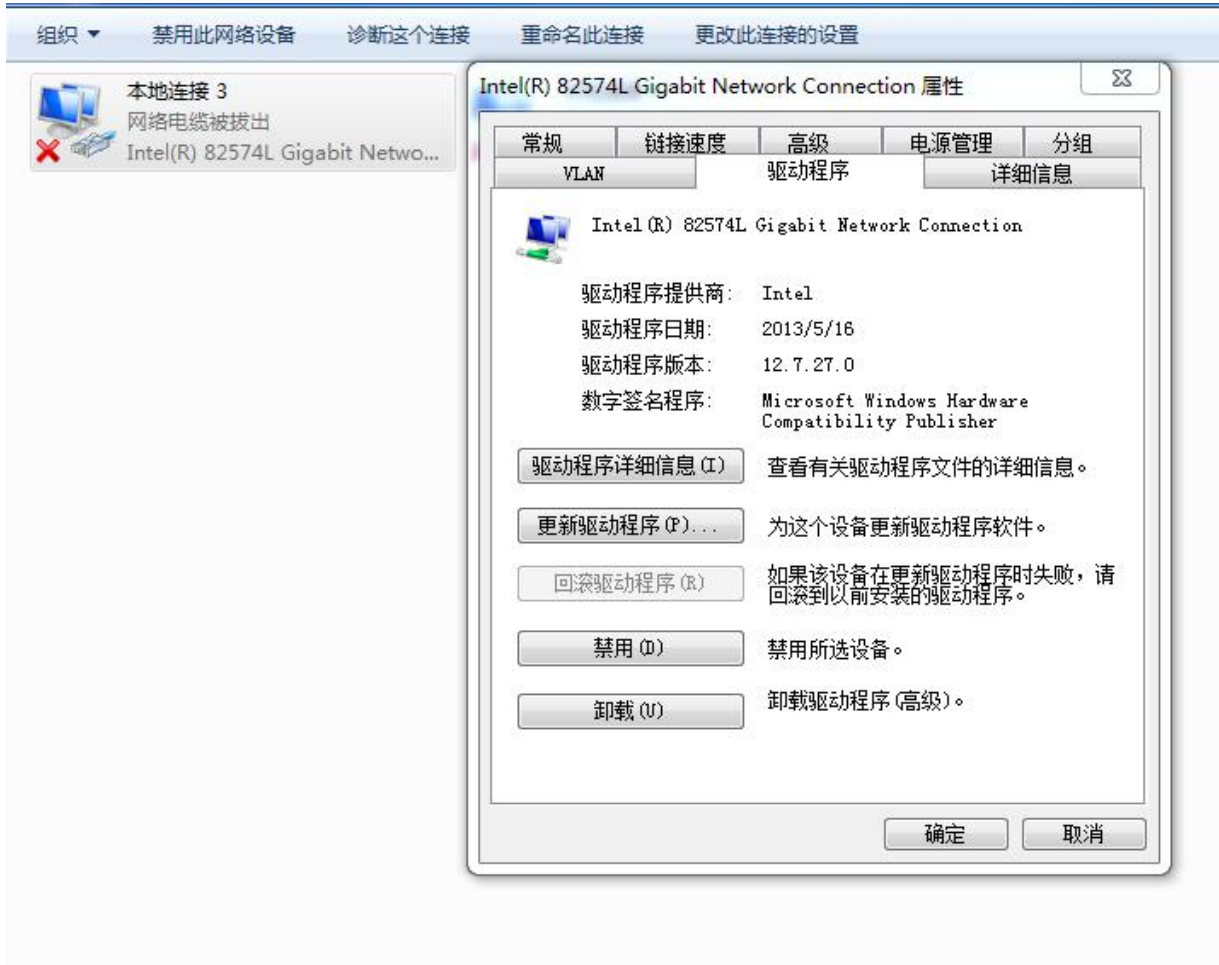 组织 ▼ 禁用此网络设备 诊断这个连接 重命名此连接 更改此连接的设置
本地连接 3
网络电缆被拔出
Intel(R) 82574L Gigabit Netwo...
Intel(R) 82574L Gigabit Network Connection 属性
常规 链接速度 高级 电源管理 分组
VLAN 驱动程序 详细信息
Intel(R) 82574L Gigabit Network Connection
驱动程序提供商: Intel
驱动程序日期: 2013/5/16
驱动程序版本: 12.7.27.0
数字签名程序: Microsoft Windows Hardware
Compatibility Publisher
驱动程序详细信息(I) 查看有关驱动程序文件的详细信息。
更新驱动程序(P)... 为这个设备更新驱动程序软件。
回滚驱动程序(R) 如果该设备在更新驱动程序时失败，请
回滚到以前安装的驱动程序。
禁用(D) 禁用所选设备。
卸载(U) 卸载驱动程序(高级)。
确定 取消